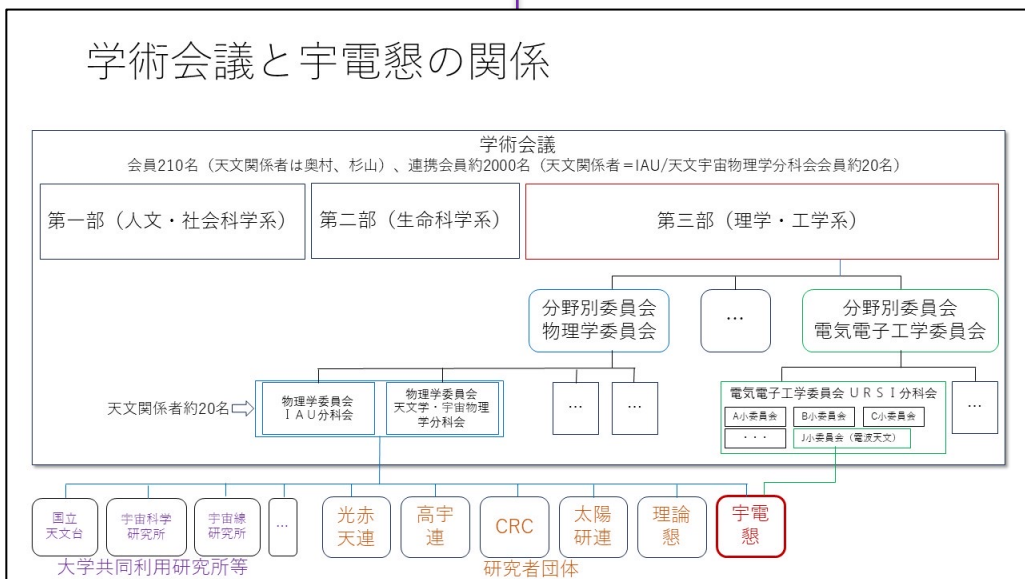 学術会議と宇電懇の関係
学術会議
会員210名（天文関係者は奥村、杉山）、連携会員約2000名（天文関係者＝IAU/天文宇宙物理学分科会会員約20名）
第一部（人文・社会科学系）
第二部（生命科学系）
第三部（理学・工学系）
分野別委員会
物理学委員会
…
分野別委員会
電気電子工学委員会
天文関係者約20名
物理学委員会
ＩＡＵ分科会
物理学委員会
天文学・宇宙物理
学分科会
…
…
電気電子工学委員会 ＵＲＳＩ分科会
A小委員会
B小委員会
C小委員会
・・・
J小委員会（電波天文）
…
国立
天文台
宇宙科学
研究所
宇宙線
研究所
…
光赤
天連
高宇
連
CRC
太陽
研連
理論
懇
宇電
懇
大学共同利用研究所等
研究者団体